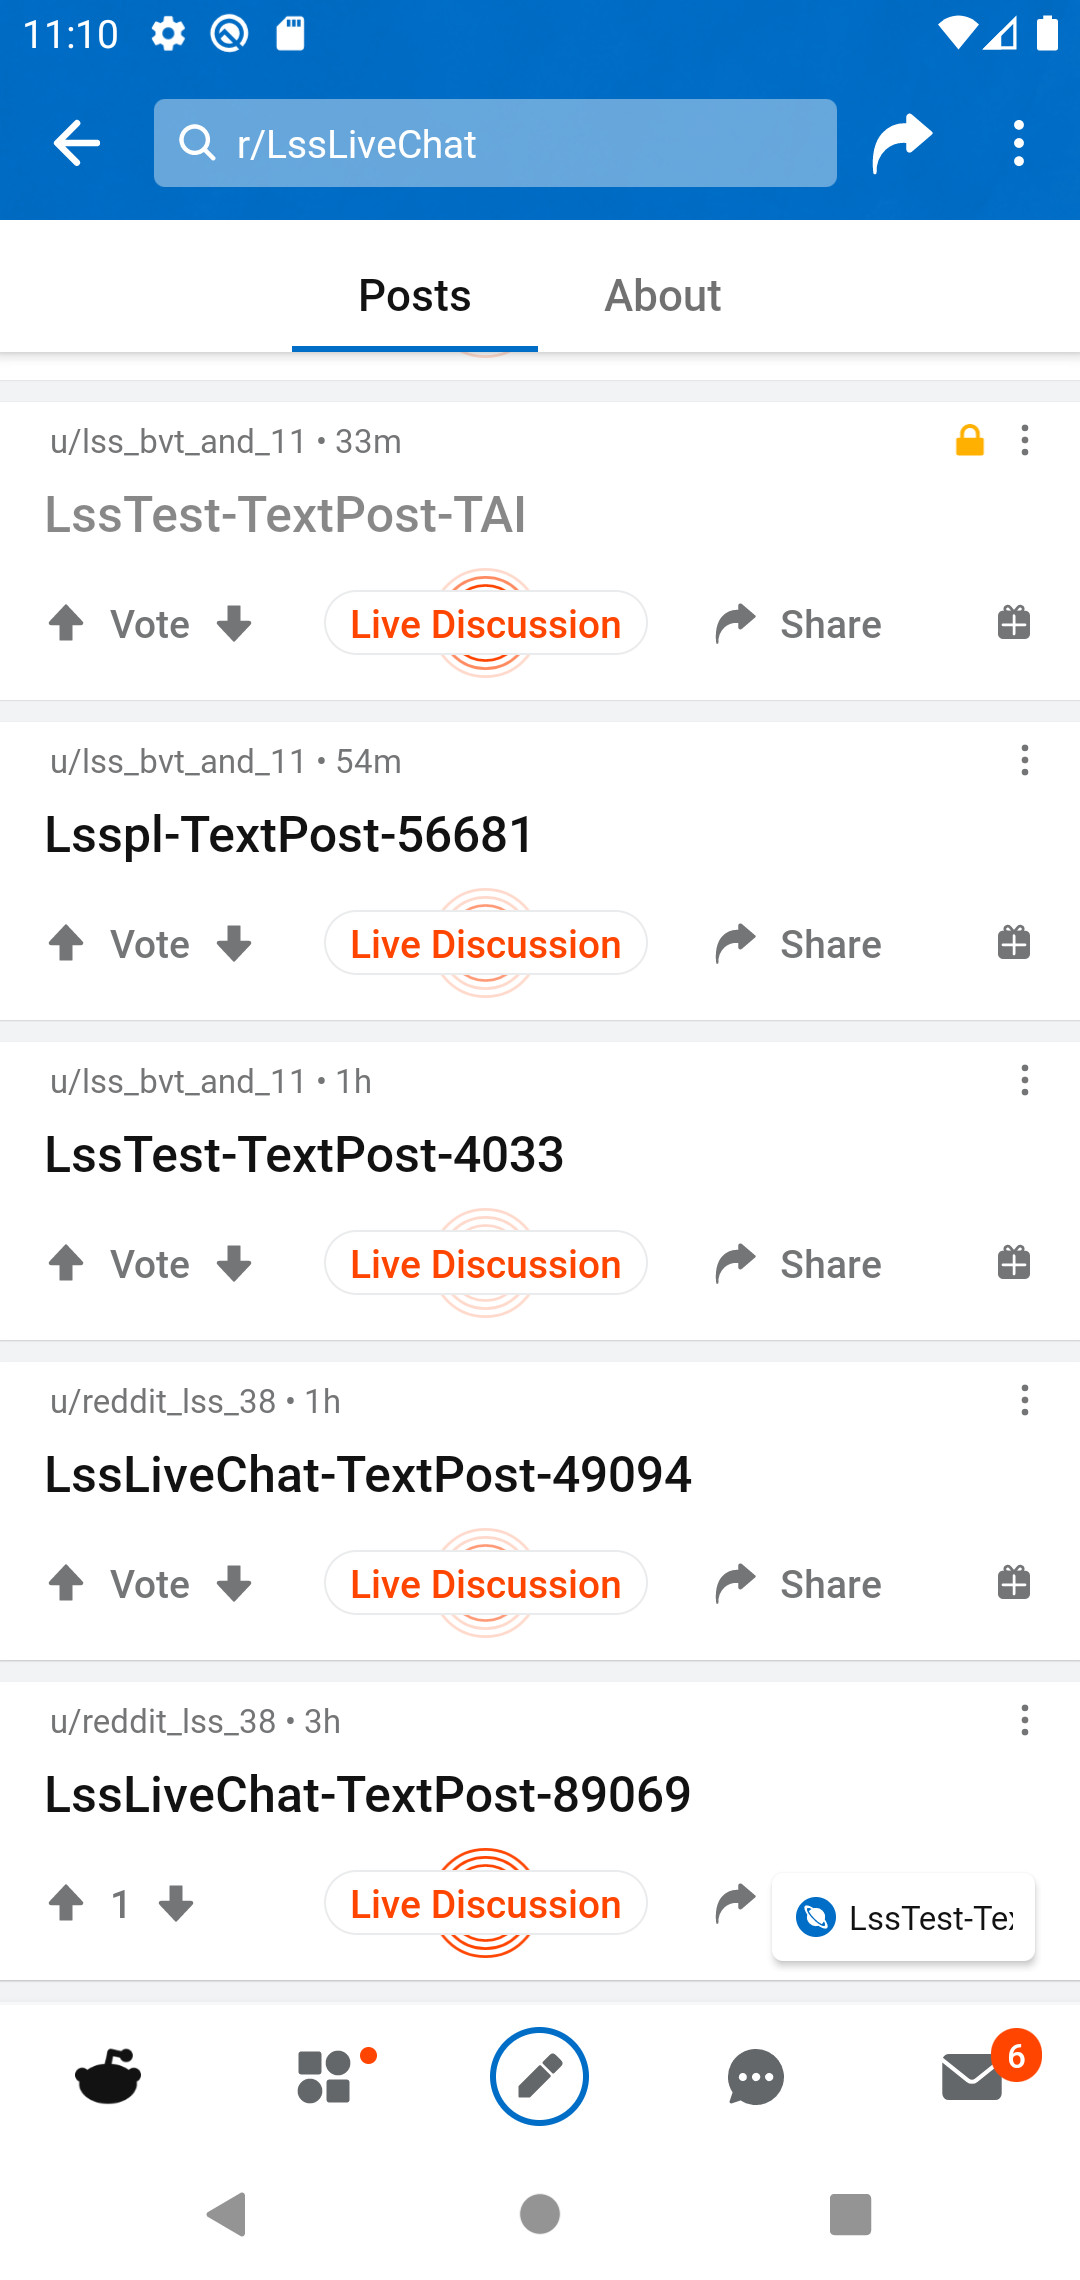 11:10
r/LssLiveChat
Posts About
u/lss_bvt_and_11 • 33m
LssTest-TextPost-TAI
Vote Live Discussion Share
u/lss_bvt_and_11 • 54m
Lsspl-TextPost-56681
Vote Live Discussion Share
u/lss_bvt_and_11 • 1h
LssTest-TextPost-4033
Vote Live Discussion Share
u/reddit_lss_38 • 1h
LssLiveChat-TextPost-49094
Vote Live Discussion Share
u/reddit_lss_38 • 3h
LssLiveChat-TextPost-89069
1 Live Discussion
LssTest-Tex
6